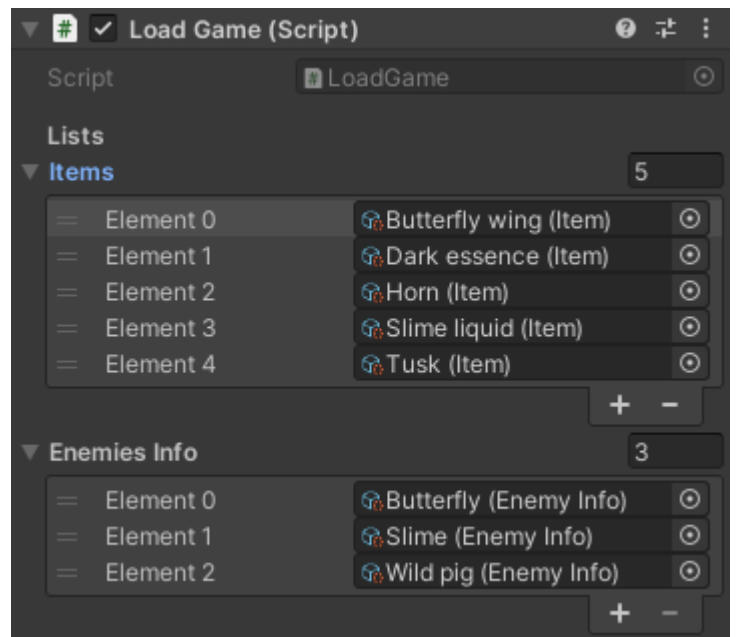 Load Game (Script)
Script LoadGame
Lists
Items 5
Element 0 Butterfly wing (Item)
Element 1 Dark essence (Item)
Element 2 Horn (Item)
Element 3 Slime liquid (Item)
Element 4 Tusk (Item)
Enemies Info 3
Element 0 Butterfly (Enemy Info)
Element 1 Slime (Enemy Info)
Element 2 Wild pig (Enemy Info)